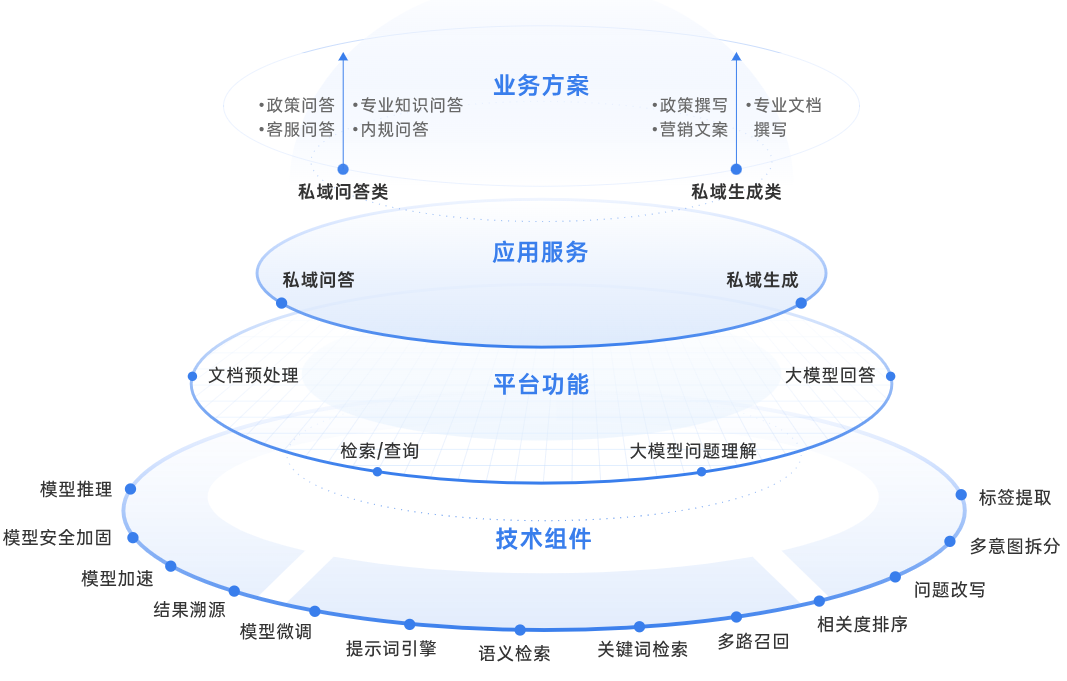 业务方案
•政策问答
•客服问答
•专业知识问答
•内规问答
•政策撰写
•营销文案
•专业文档
撰写
私域问答类
私域生成类
应用服务
私域问答
私域生成
文档预处理
平台功能
大模型回答
检索/查询
大模型问题理解
技术组件
模型推理
模型安全加固
模型加速
结果溯源
模型微调
提示词引擎
语义检索
关键词检索
多路召回
相关度排序
问题改写
多意图拆分
标签提取